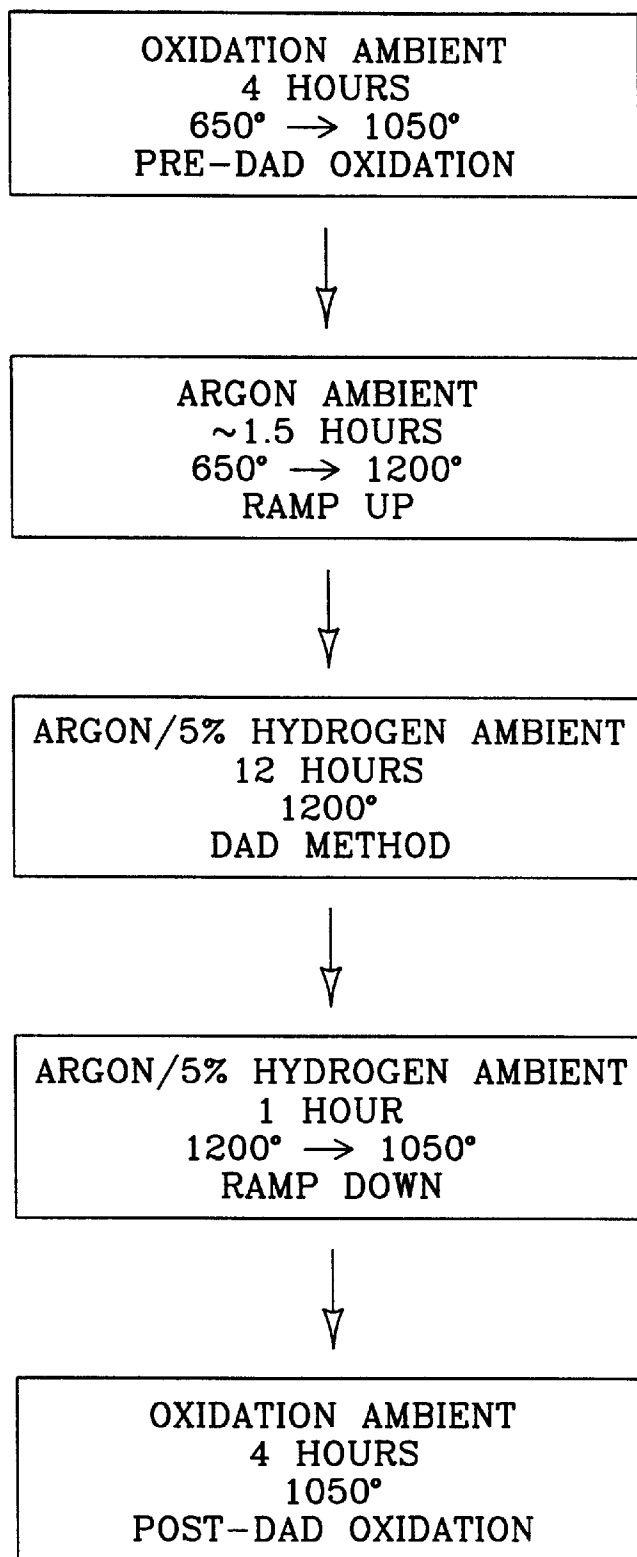 OXIDATION AMBIENT
4 HOURS
650° → 1050°
PRE-DAD OXIDATION
ARGON AMBIENT
~1.5 HOURS
650° → 1200°
RAMP UP
ARGON/5% HYDROGEN AMBIENT
12 HOURS
1200°
DAD METHOD
ARGON/5% HYDROGEN AMBIENT
1 HOUR
1200° → 1050°
RAMP DOWN
OXIDATION AMBIENT
4 HOURS
1050°
POST-DAD OXIDATION